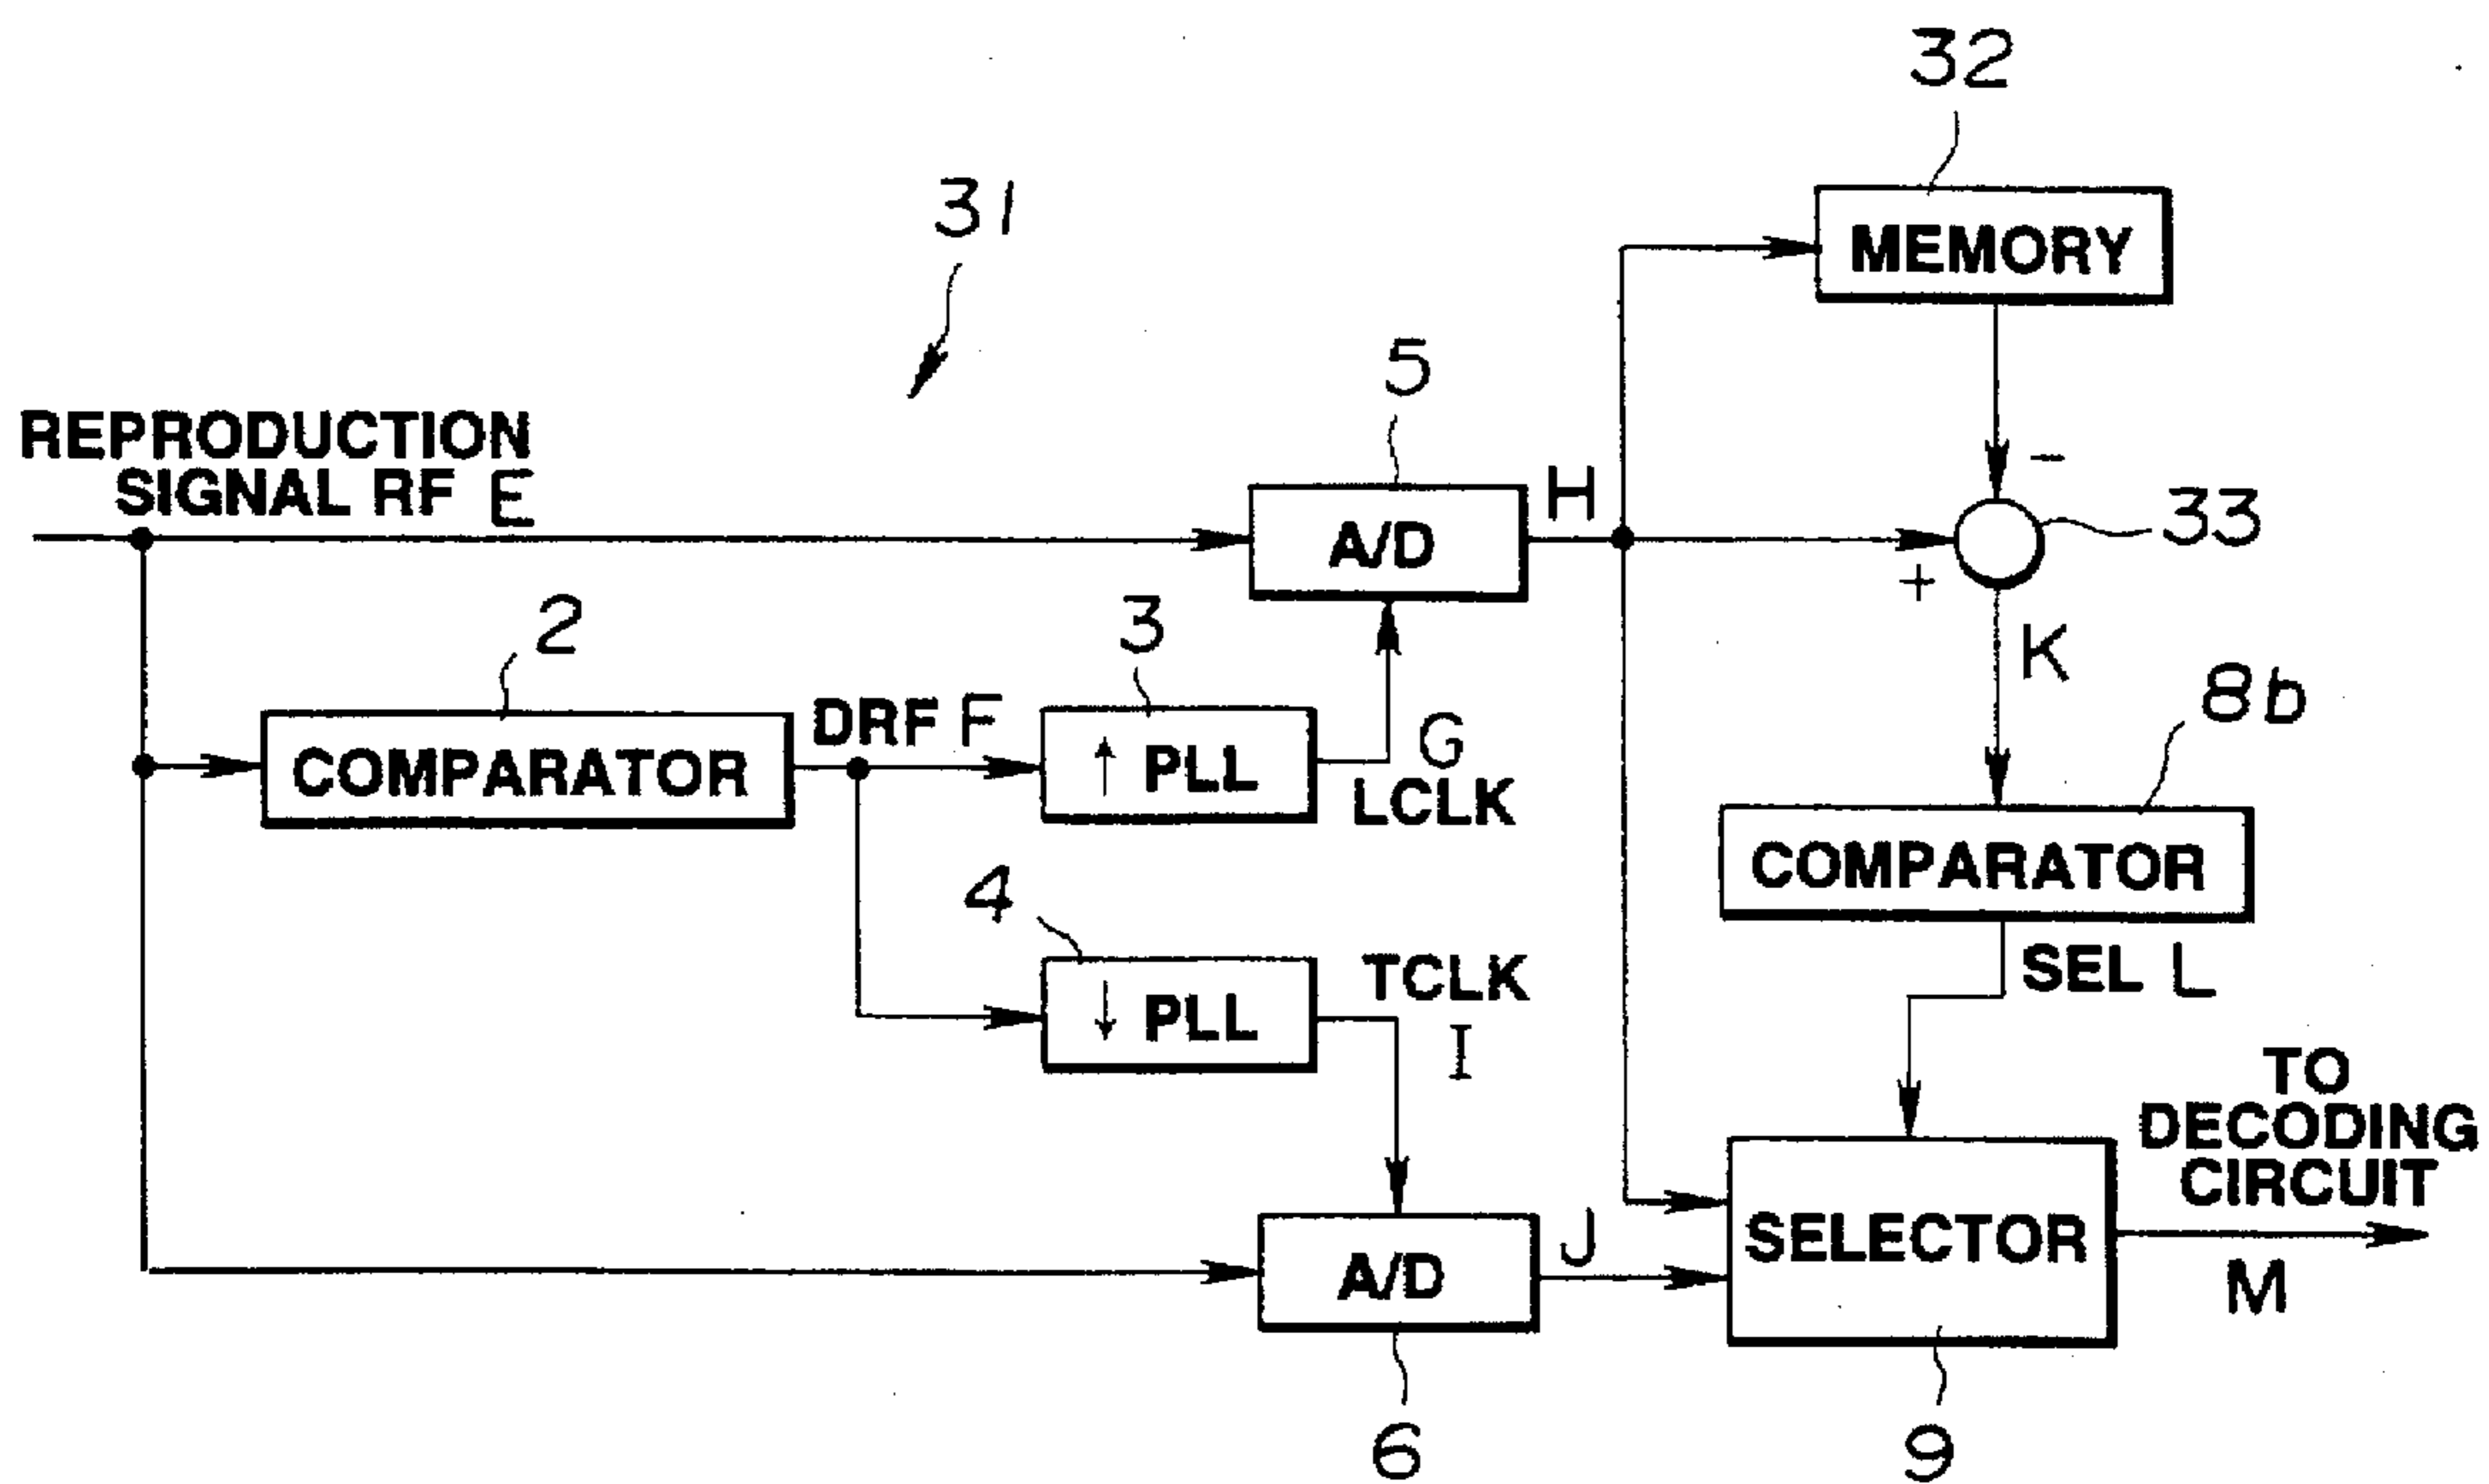 32
31
MEMORY
5
REPRODUCTION
SIGNAL RF E
H
-
33
A/D
+
2
3
K
8b
DRF F
COMPARATOR
↑ PLL
G
LCLK
COMPARATOR
4
SEL L
TCLK
↓ PLL
I
TO
DECODING
CIRCUIT
J
SELECTOR
A/D
M
6
9